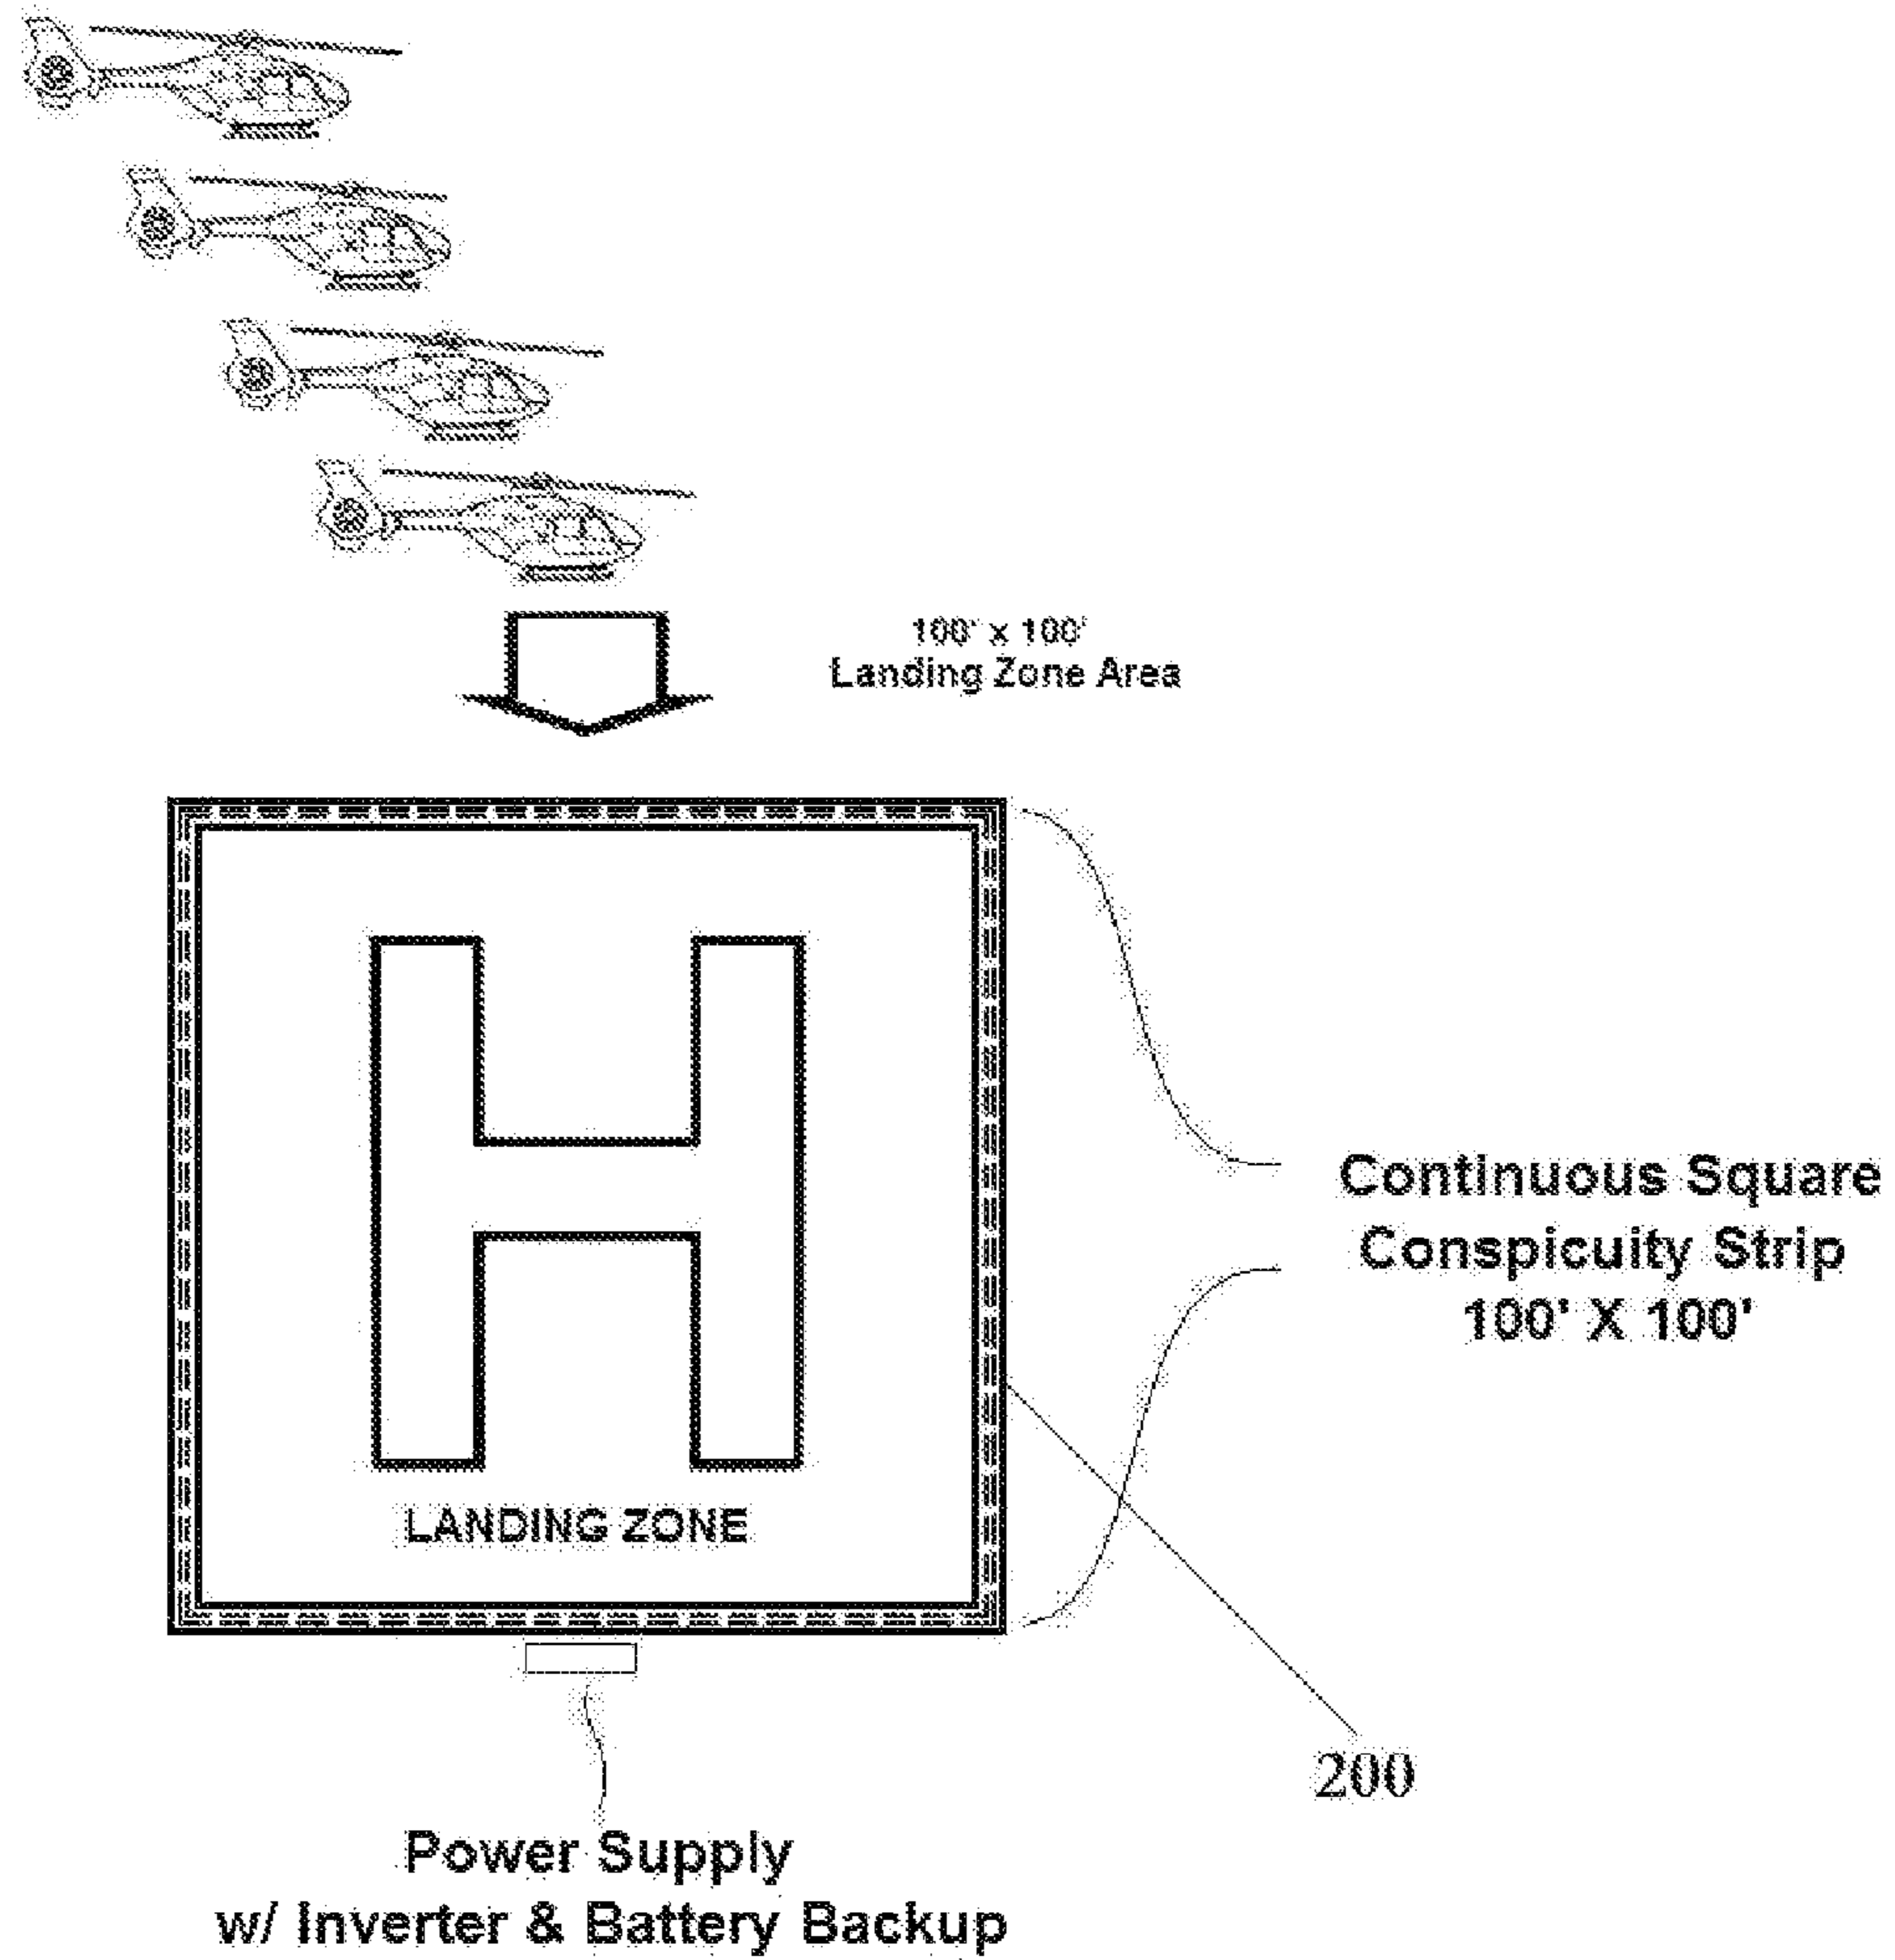 100' x 100'
Landing Zone Area
H
Continuous Square
Conspicuity Strip
100' X 100'
LANDING ZONE
200
Power Supply
w/ Inverter & Battery Backup